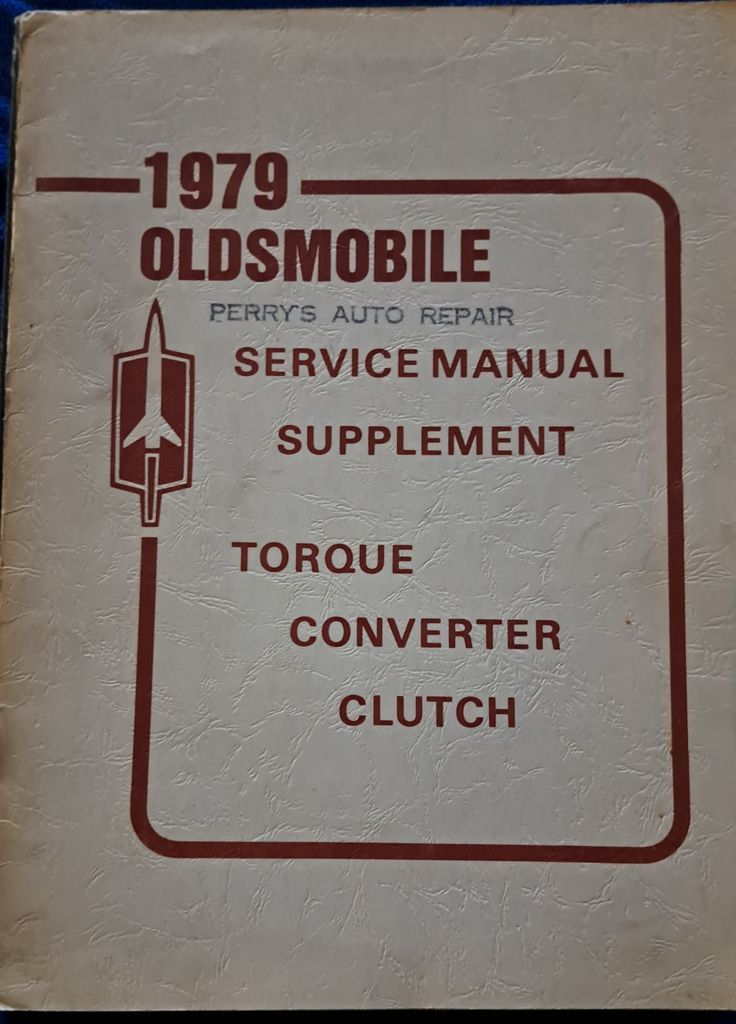 1979
OLDSMOBILE
PERRY'S AUTO REPAIR
SERVICE MANUAL
SUPPLEMENT
TORQUE
CONVERTER
CLUTCH